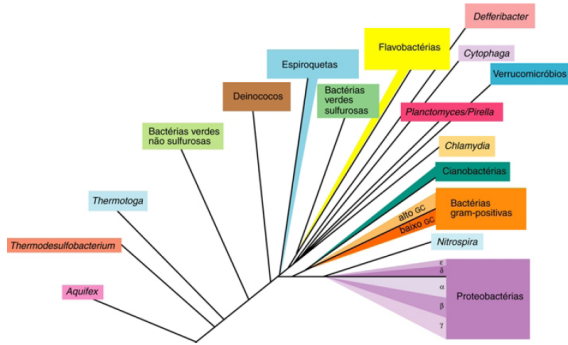 Defferibacter
Flavobactérias
Cytophaga
Espiroquetas
Verrucomicróbios
Deinococos
Bactérias verdes
sulfurosas
Planctomyces/Pirella
Bactérias verdes
não sulfurosas
Chlamydia
Cianobactérias
Thermotoga
alto GC
Bactérias
gram-positivas
baixo GC
Thermodesulfobacterium
Nitrospira
ε
δ
α
Proteobactérias
Aquifex
β
γ